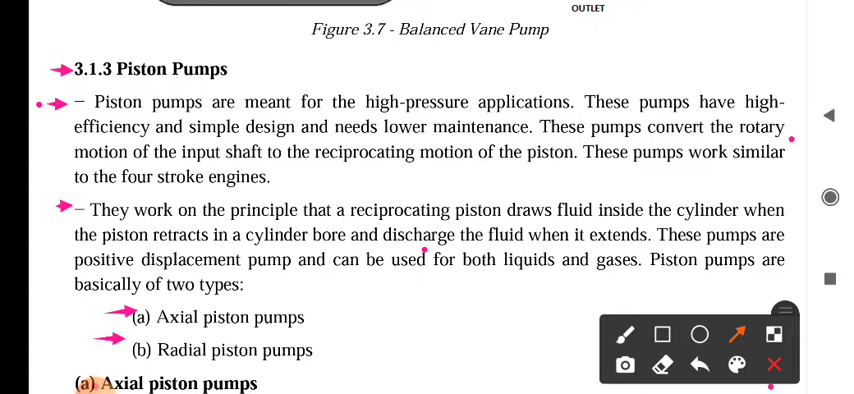 OUTLET
Figure 3.7 - Balanced Vane Pump
3.1.3 Piston Pumps
– Piston pumps are meant for the high-pressure applications. These pumps have high-
efficiency and simple design and needs lower maintenance. These pumps convert the rotary
motion of the input shaft to the reciprocating motion of the piston. These pumps work similar
to the four stroke engines.
– They work on the principle that a reciprocating piston draws fluid inside the cylinder when
the piston retracts in a cylinder bore and discharge the fluid when it extends. These pumps are
positive displacement pump and can be used for both liquids and gases. Piston pumps are
basically of two types:
(a) Axial piston pumps
(b) Radial piston pumps
(a) Axial piston pumps